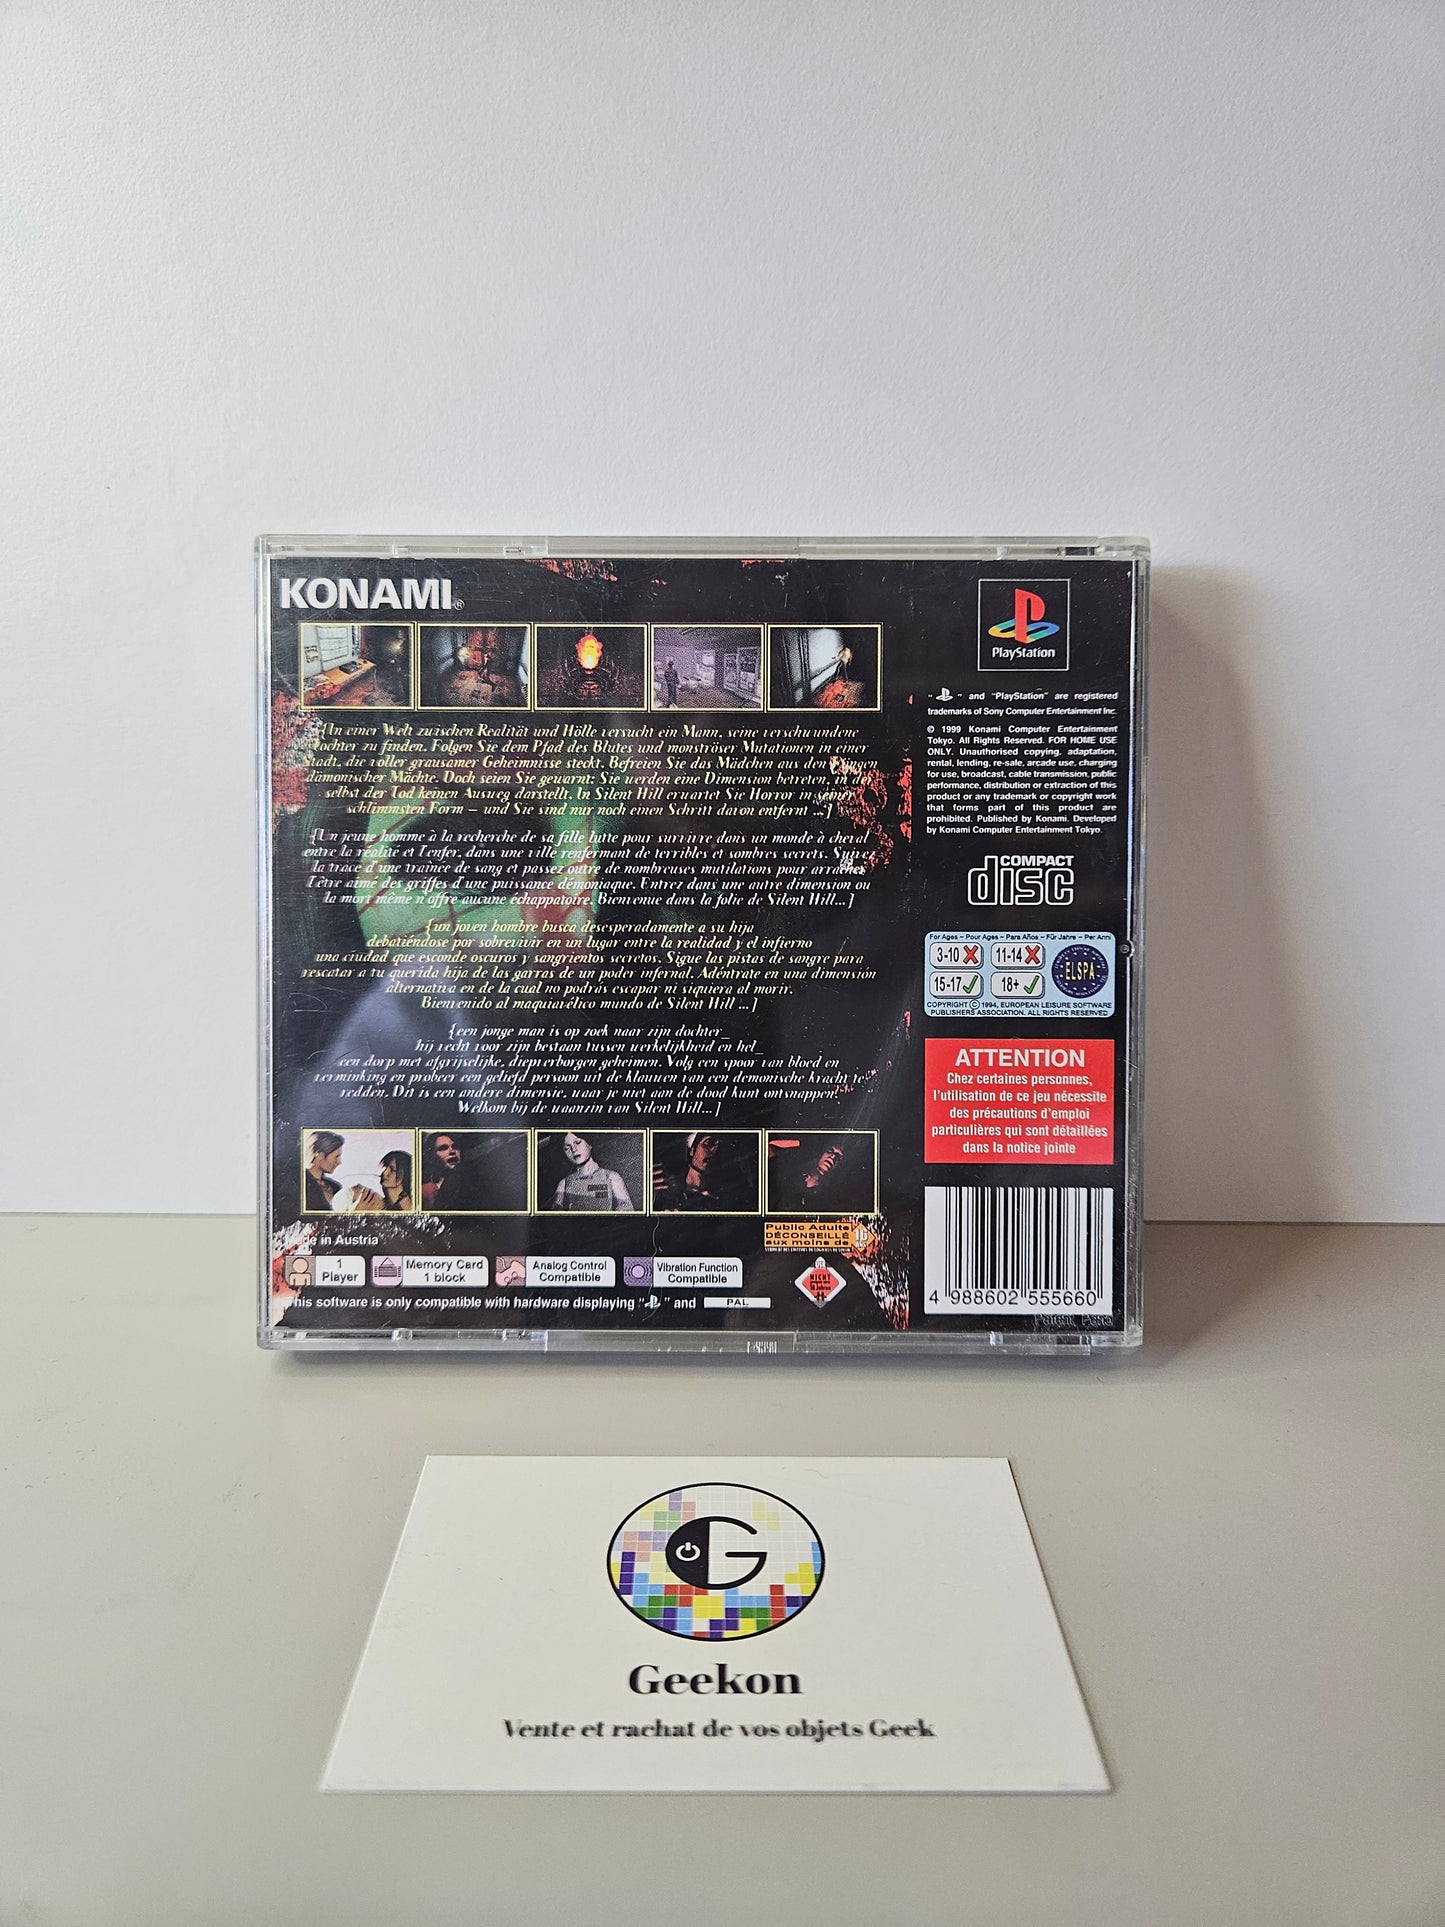 KONAMI®
{In einer Welt zwischen Realität und Hölle versucht ein Mann, seine verschwundene
Tochter zu finden. Folgen Sie dem Pfad des Blutes und monströser Mutationen in einer
Stadt, die voller grausamer Geheimnisse steckt. Befreien Sie das Mädchen aus den Fängen
dämonischer Mächte. Doch seien Sie gewarnt: Sie werden eine Dimension betreten, in der
selbst der Tod keinen Ausweg darstellt. In Silent Hill erwartet Sie Horror in seiner
schlimmsten Form – und Sie sind nur noch einen Schritt davon entfernt ...]
{Un jeune homme à la recherche de sa fille lutte pour survivre dans un monde à cheval
entre la réalité et l'enfer, dans une ville renfermant de terribles et sombres secrets. Suivez
la trace d'une traînée de sang et passez outre de nombreuses mutilations pour arracher
l'être aimé des griffes d'une puissance démoniaque. Entrez dans une autre dimension ou
la mort même n'offre aucune échappatoire. Bienvenue dans la folie de Silent Hill...]
{un joven hombre busca desesperadamente a su hija
debatiéndose por sobrevivir en un lugar entre la realidad y el infierno
una ciudad que esconde oscuros y sangrientos secretos. Sigue las pistas de sangre para
rescatar a tu querida hija de las garras de un poder infernal. Adéntrate en una dimensión
alternativa en de la cual no podrás escapar ni siquiera al morir.
Bienvenido al maquiavélico mundo de Silent Hill ...]
{een jonge man is op zoek naar zijn dochter_
hij vecht voor zijn bestaan tussen werkelijkheid en hel_
een dorp met afgrijselijke, diepverborgen geheimen. Volg een spoor van bloed en
verminking en probeer een geliefd persoon uit de klauwen van een demonische kracht te
redden. Dit is een andere dimensie, waar je niet aan de dood kunt ontsnappen!
Welkom bij de waanzin van Silent Hill...]
Made in Austria
1
Player
Memory Card
1 block
Analog Control
Compatible
Vibration Function
Compatible
This software is only compatible with hardware displaying " " and PAL
Public Adulte
DÉCONSEILLÉ
aux moins de
16
NICHT
PlayStation
" " and "PlayStation" are registered
trademarks of Sony Computer Entertainment Inc.
© 1999 Konami Computer Entertainment
Tokyo. All Rights Reserved. FOR HOME USE
ONLY. Unauthorised copying, adaptation,
rental, lending, re-sale, arcade use, charging
for use, broadcast, cable transmission, public
performance, distribution or extraction of this
product or any trademark or copyright work
that forms part of this product are
prohibited. Published by Konami. Developed
by Konami Computer Entertainment Tokyo.
COMPACT
disc
For Ages – Pour Ages – Para Años – Für Jahre – Per Anni
3-10 11-14
15-17 18+
ELSPA
COPYRIGHT © 1994, EUROPEAN LEISURE SOFTWARE
PUBLISHERS ASSOCIATION. ALL RIGHTS RESERVED
ATTENTION
Chez certaines personnes,
l'utilisation de ce jeu nécessite
des précautions d'emploi
particulières qui sont détaillées
dans la notice jointe
4 988602 555660
G
Geekon
Vente et rachat de vos objets Geek